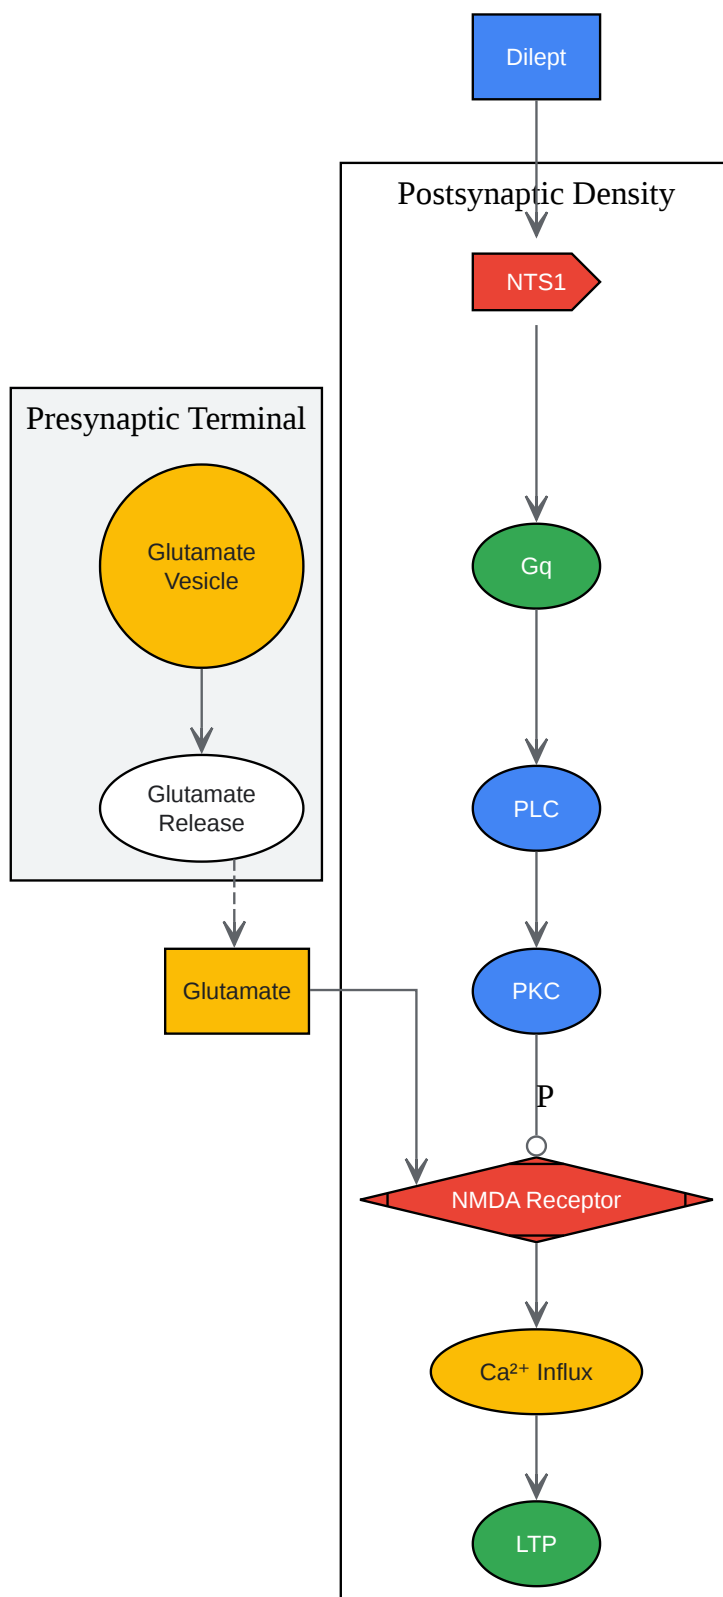 Dilept
Postsynaptic Density
NTS1
Presynaptic Terminal
Glutamate
Vesicle
Gq
Glutamate
Release
PLC
Glutamate
PKC
P
NMDA Receptor
Ca²⁺ Influx
LTP